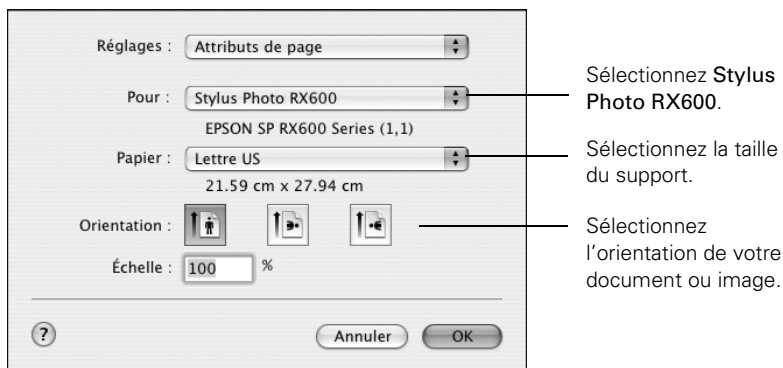 Réglages : Attributs de page
Pour : Stylus Photo RX600
EPSON SP RX600 Series (1,1)
Papier : Lettre US
21.59 cm x 27.94 cm
Orientation :
Échelle : 100 %
? Annuler OK
Sélectionnez Stylus
Photo RX600.
Sélectionnez la taille
du support.
Sélectionnez
l’orientation de votre
document ou image.